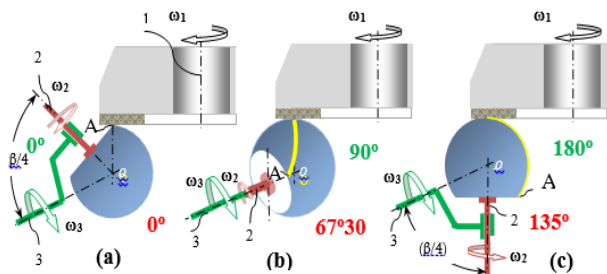 1 ω₁ ω₁ ω₁
2
ω₂ A
0° β/4 O 90° A O 180° O
ω₃ ω₂ ω₃ A
ω₃ 2
3 0° 3 2 67°30 3 (β/4) 135°
ω₂
(a) (b) (c)